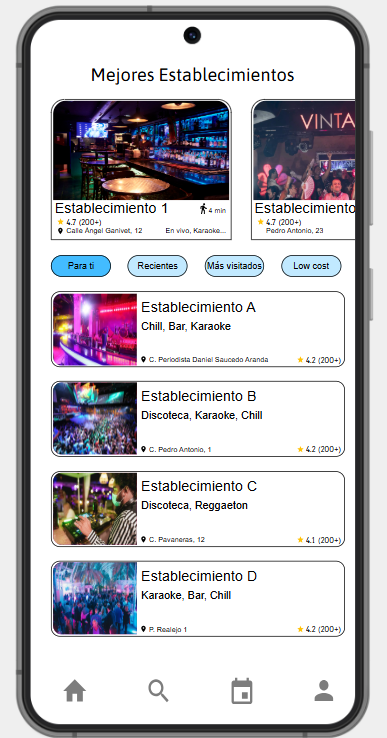 Mejores Establecimientos
VINTA
Establecimiento 1
4 min
4.7 (200+)
Calle Ángel Ganivet, 12
En vivo, Karaoke...
Establecimiento
4.7 (200+)
Pedro Antonio, 23
Para ti
Recientes
Más visitados
Low cost
Establecimiento A
Chill, Bar, Karaoke
C. Periodista Daniel Saucedo Aranda
4.2 (200+)
Establecimiento B
Discoteca, Karaoke, Chill
C. Pedro Antonio, 1
4.2 (200+)
Establecimiento C
Discoteca, Reggaeton
C. Pavaneras, 12
4.1 (200+)
Establecimiento D
Karaoke, Bar, Chill
P. Realejo 1
4.2 (200+)